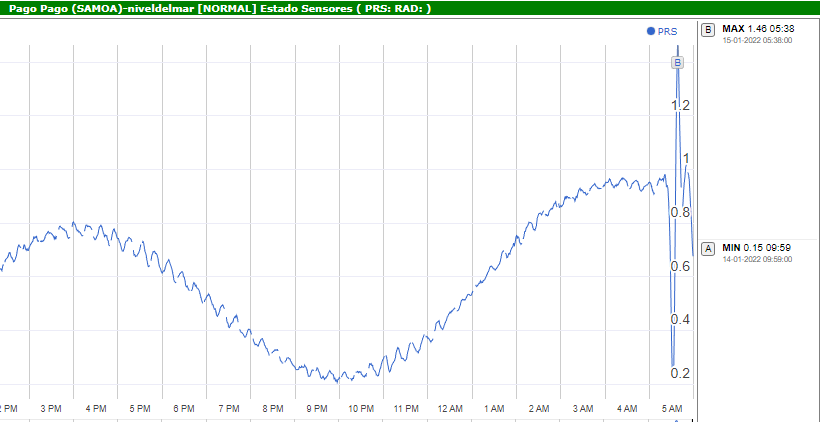 Pago Pago (SAMOA)-niveldelmar [NORMAL] Estado Sensores ( PRS: RAD: )
PRS
B MAX 1.46 05:38
15-01-2022 05:38:00
B
1.2
1
0.8
0.6
0.4
0.2
A MIN 0.15 09:59
14-01-2022 09:59:00
2 PM 3 PM 4 PM 5 PM 6 PM 7 PM 8 PM 9 PM 10 PM 11 PM 12 AM 1 AM 2 AM 3 AM 4 AM 5 AM